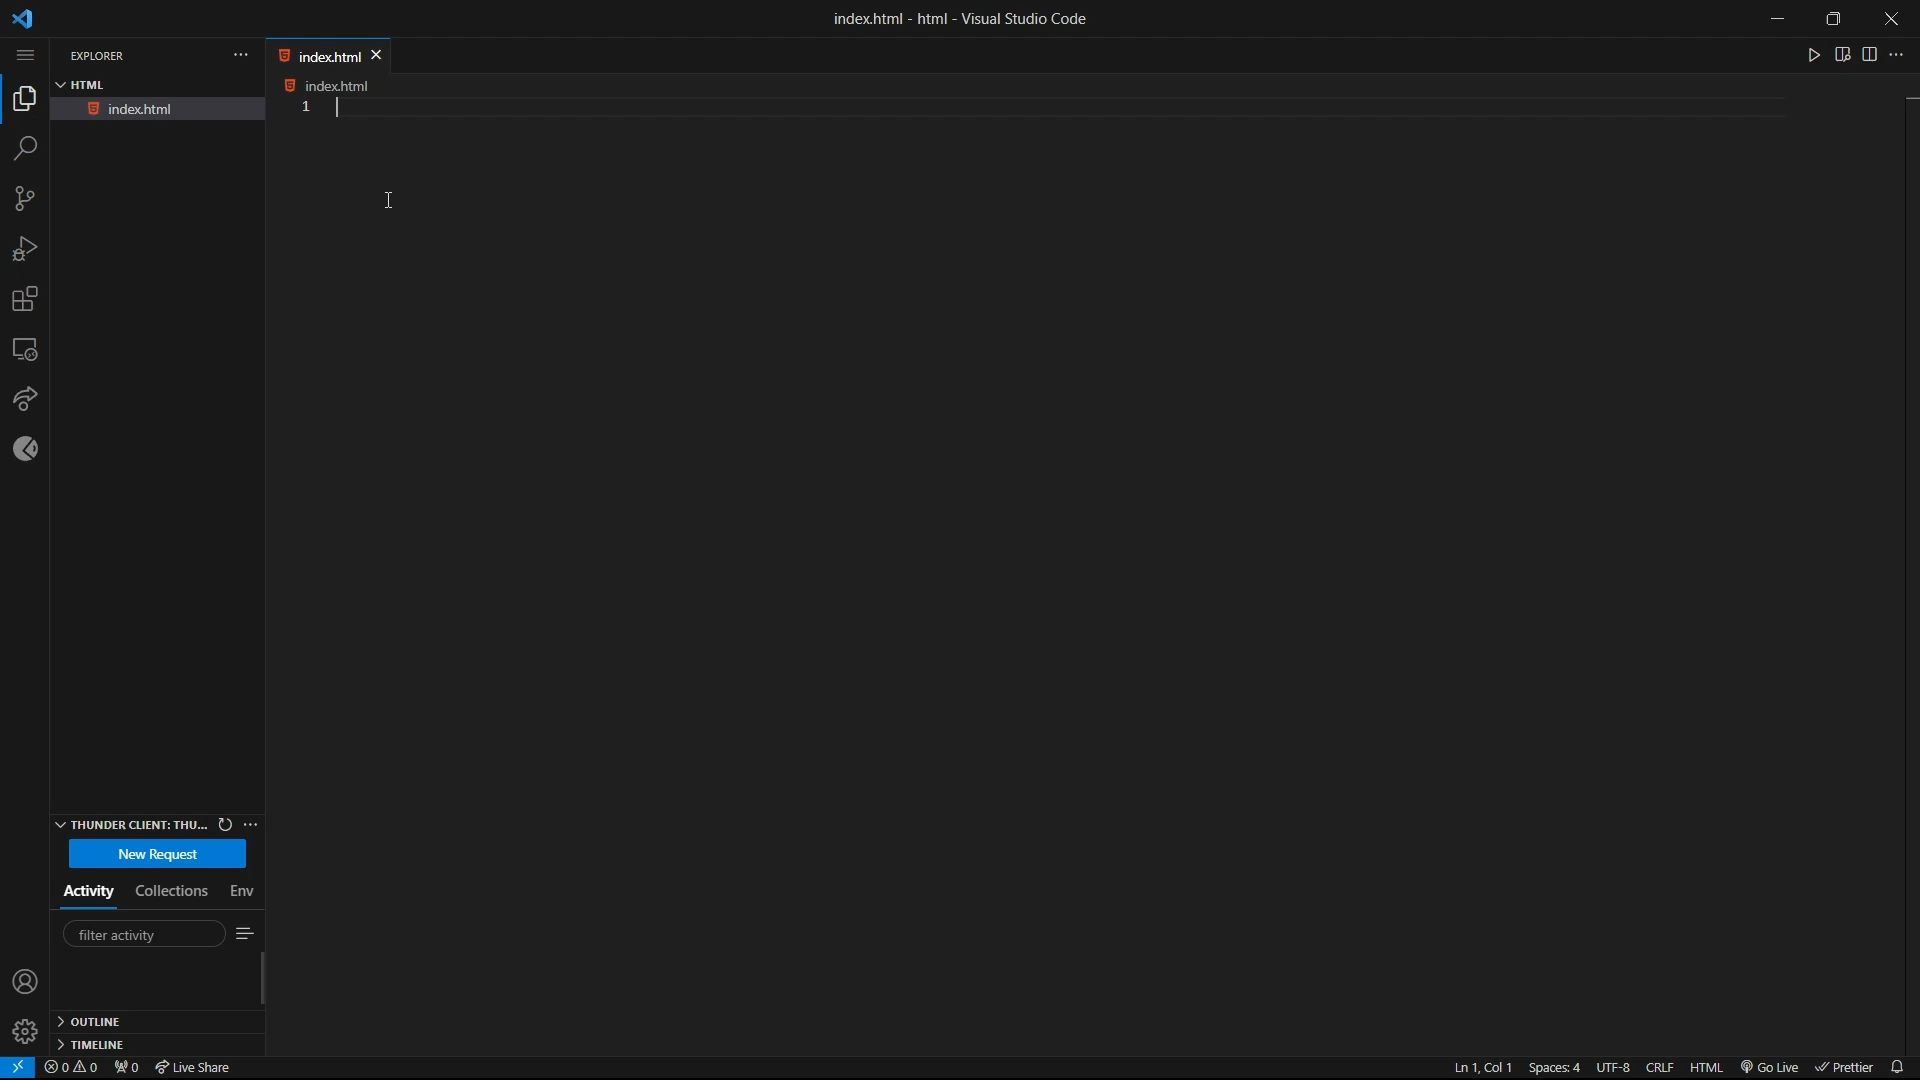 index.html - html - Visual Studio Code
EXPLORER
index.html
HTML
index.html
index.html
1
THUNDER CLIENT: THU...
New Request
Activity Collections Env
filter activity
OUTLINE
TIMELINE
0 0 0 Live Share
Ln 1, Col 1 Spaces: 4 UTF-8 CRLF HTML Go Live Prettier